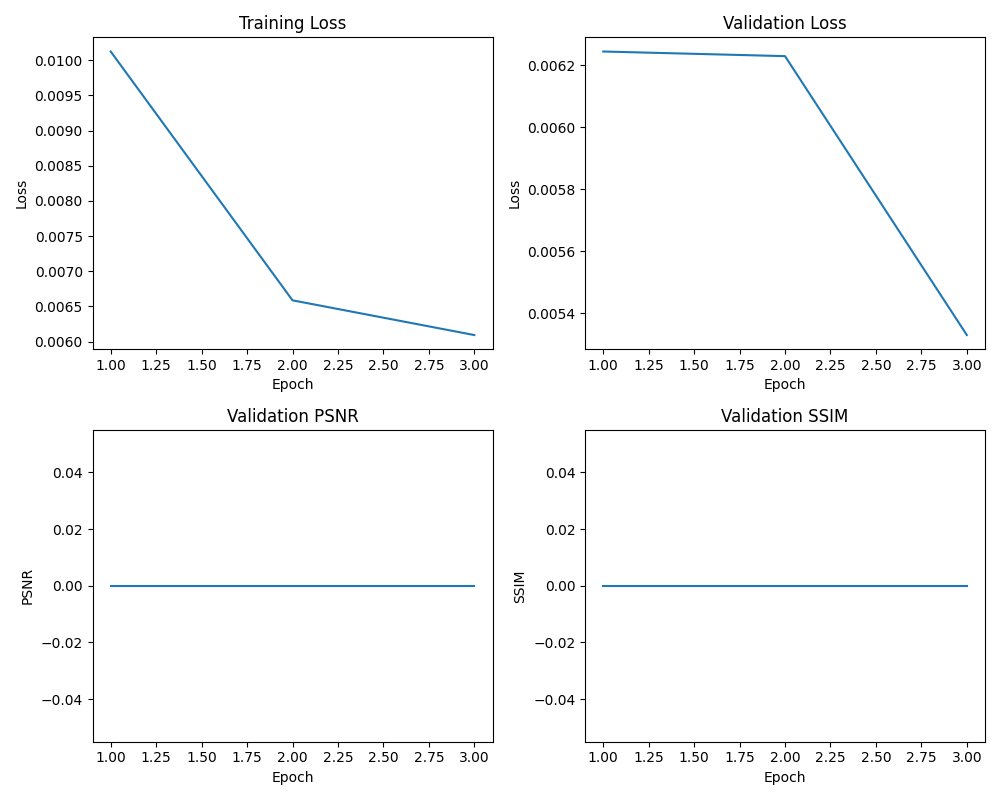 Training Loss
Loss
0.0100
0.0095
0.0090
0.0085
0.0080
0.0075
0.0070
0.0065
0.0060
1.00 1.25 1.50 1.75 2.00 2.25 2.50 2.75 3.00
Epoch
Validation Loss
Loss
0.0062
0.0060
0.0058
0.0056
0.0054
1.00 1.25 1.50 1.75 2.00 2.25 2.50 2.75 3.00
Epoch
Validation PSNR
PSNR
0.04
0.02
0.00
−0.02
−0.04
1.00 1.25 1.50 1.75 2.00 2.25 2.50 2.75 3.00
Epoch
Validation SSIM
SSIM
0.04
0.02
0.00
−0.02
−0.04
1.00 1.25 1.50 1.75 2.00 2.25 2.50 2.75 3.00
Epoch